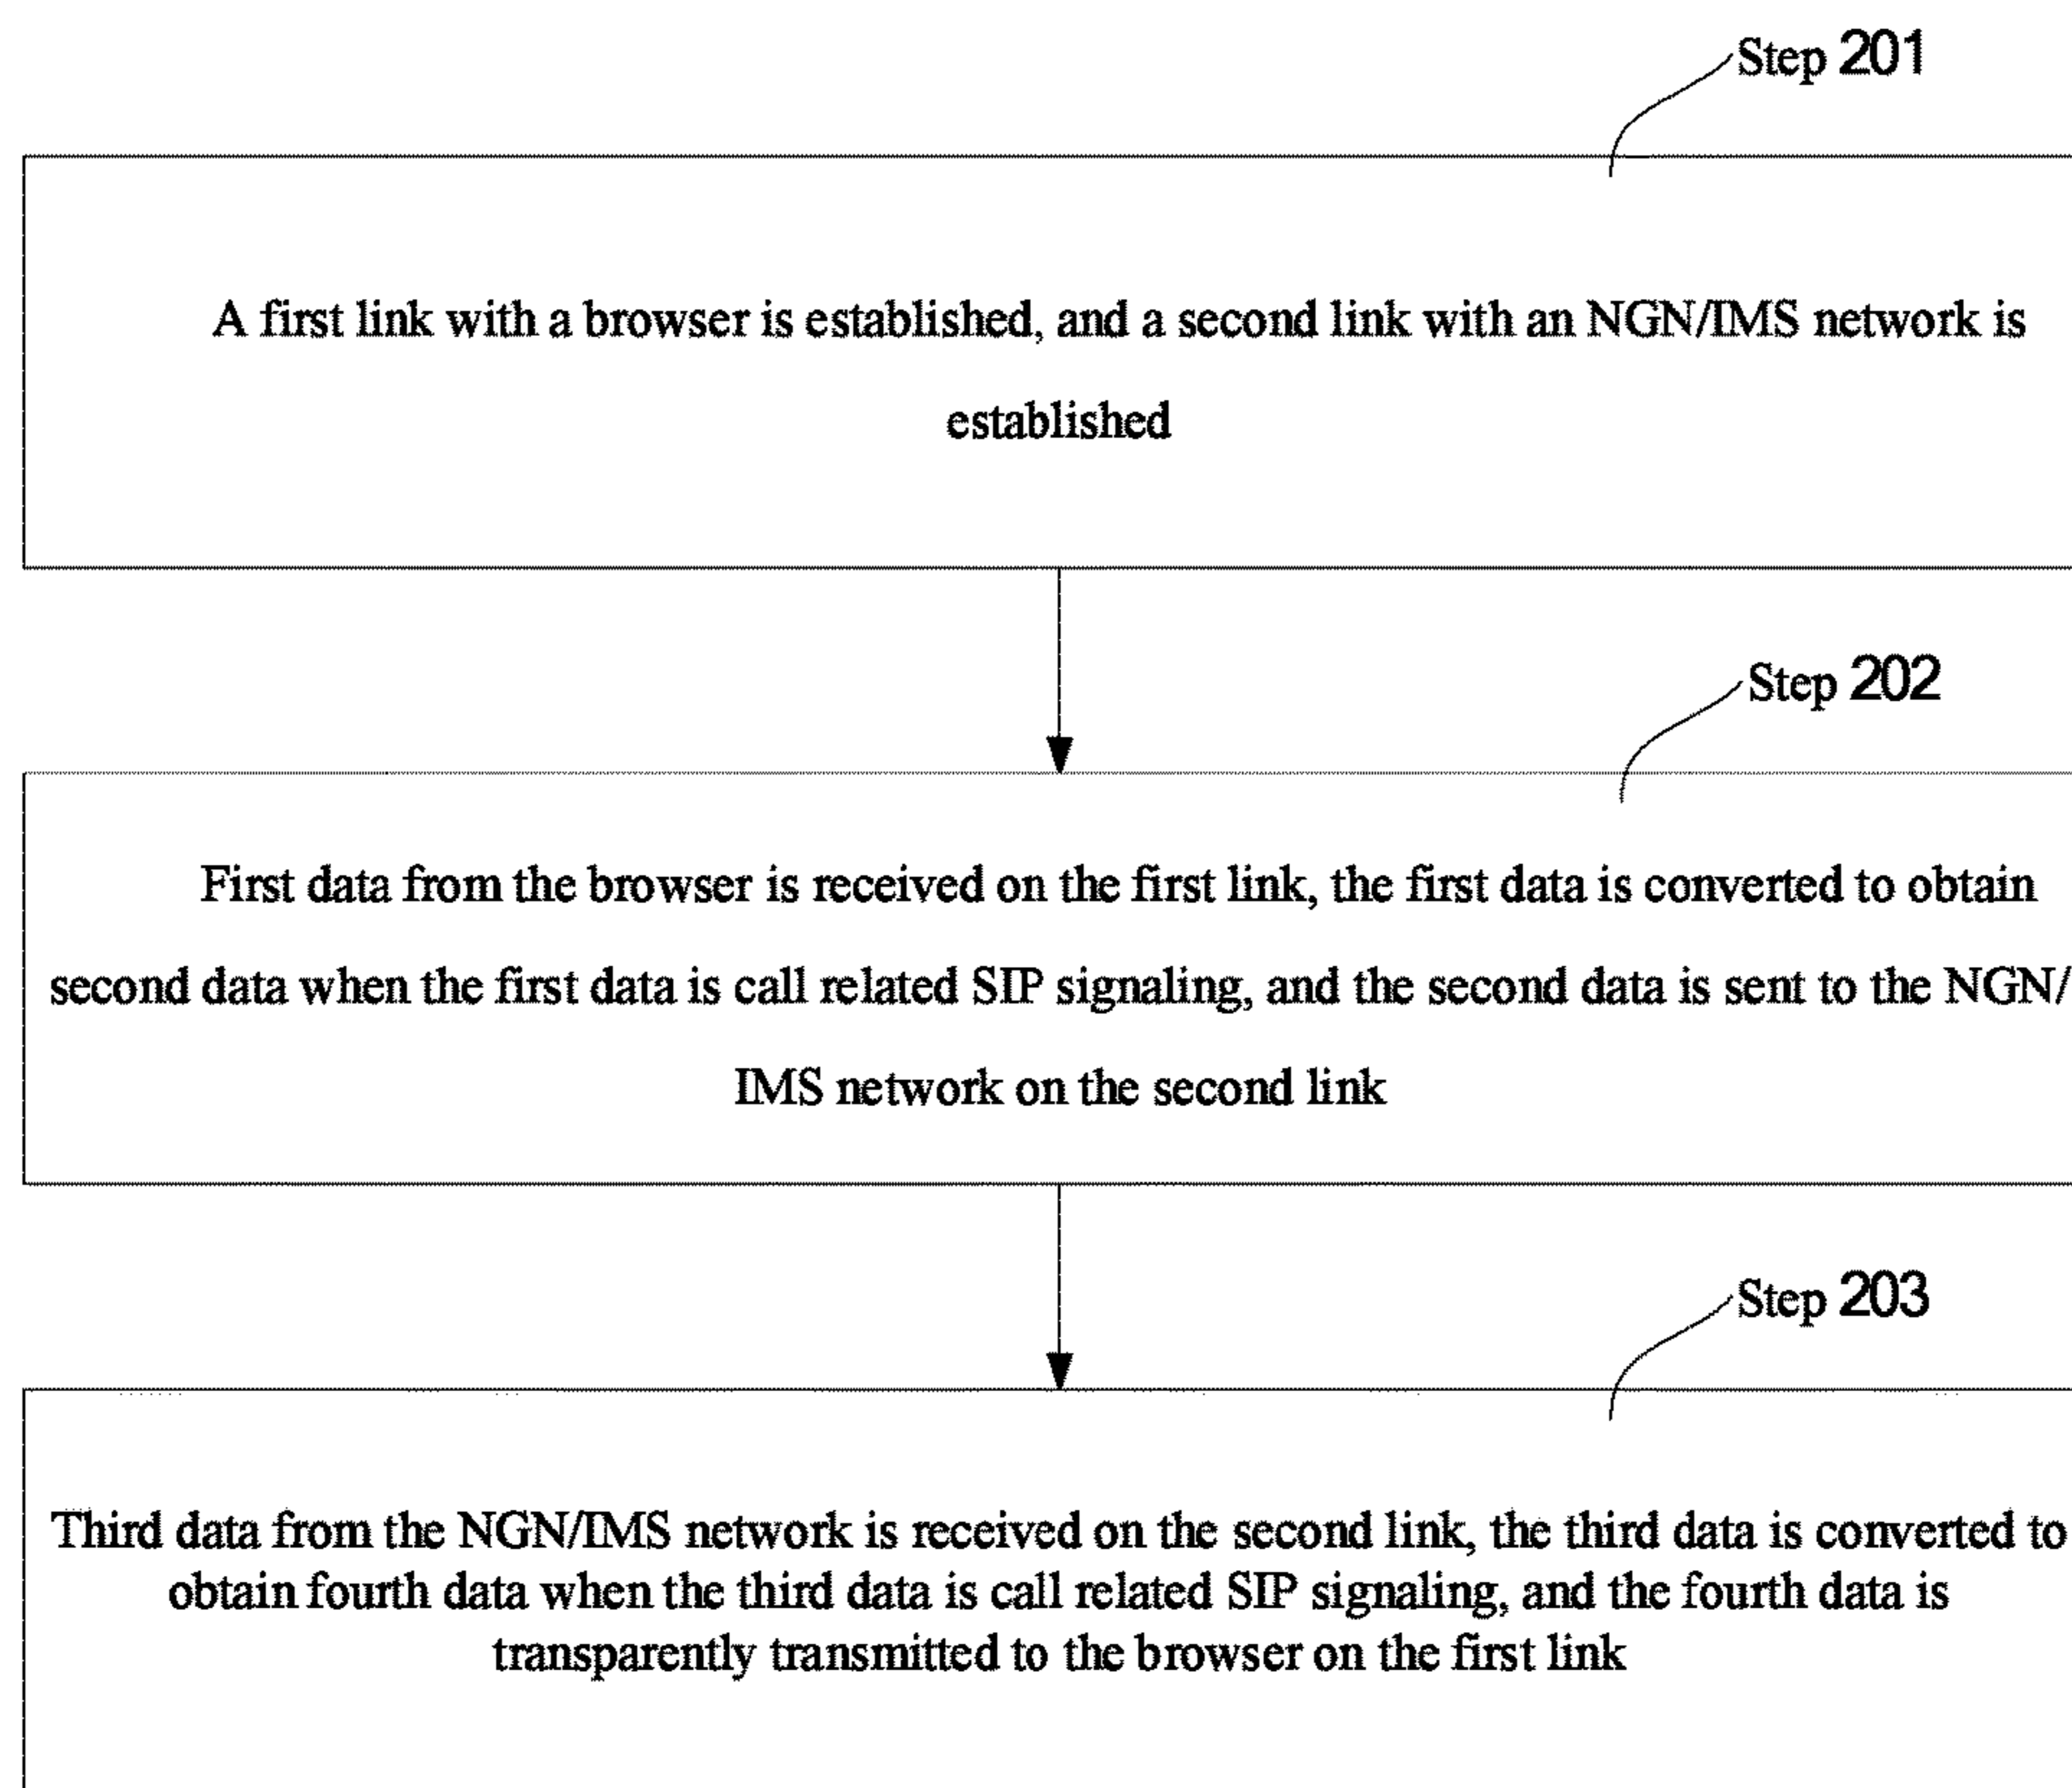 Step 201
A first link with a browser is established, and a second link with an NGN/IMS network is
established
Step 202
First data from the browser is received on the first link, the first data is converted to obtain
second data when the first data is call related SIP signaling, and the second data is sent to the NGN/
IMS network on the second link
Step 203
Third data from the NGN/IMS network is received on the second link, the third data is converted to
obtain fourth data when the third data is call related SIP signaling, and the fourth data is
transparently transmitted to the browser on the first link